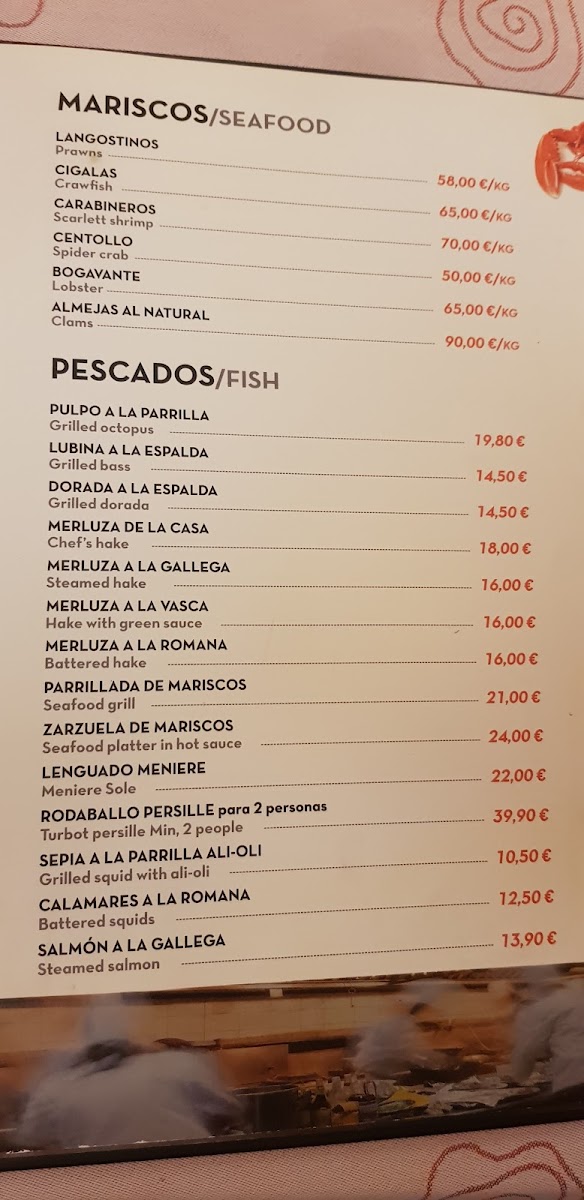 MARISCOS/SEAFOOD
LANGOSTINOS
Prawns 58,00 €/KG
CIGALAS
Crawfish 65,00 €/KG
CARABINEROS
Scarlett shrimp 70,00 €/KG
CENTOLLO
Spider crab 50,00 €/KG
BOGAVANTE
Lobster 65,00 €/KG
ALMEJAS AL NATURAL
Clams 90,00 €/KG
PESCADOS/FISH
PULPO A LA PARRILLA
Grilled octopus 19,80 €
LUBINA A LA ESPALDA
Grilled bass 14,50 €
DORADA A LA ESPALDA
Grilled dorada 14,50 €
MERLUZA DE LA CASA
Chef's hake 18,00 €
MERLUZA A LA GALLEGA
Steamed hake 16,00 €
MERLUZA A LA VASCA
Hake with green sauce 16,00 €
MERLUZA A LA ROMANA
Battered hake 16,00 €
PARRILLADA DE MARISCOS
Seafood grill 21,00 €
ZARZUELA DE MARISCOS
Seafood platter in hot sauce 24,00 €
LENGUADO MENIERE
Meniere Sole 22,00 €
RODABALLO PERSILLE para 2 personas
Turbot persille Min, 2 people 39,90 €
SEPIA A LA PARRILLA ALI-OLI
Grilled squid with ali-oli 10,50 €
CALAMARES A LA ROMANA
Battered squids 12,50 €
SALMÓN A LA GALLEGA
Steamed salmon 13,90 €